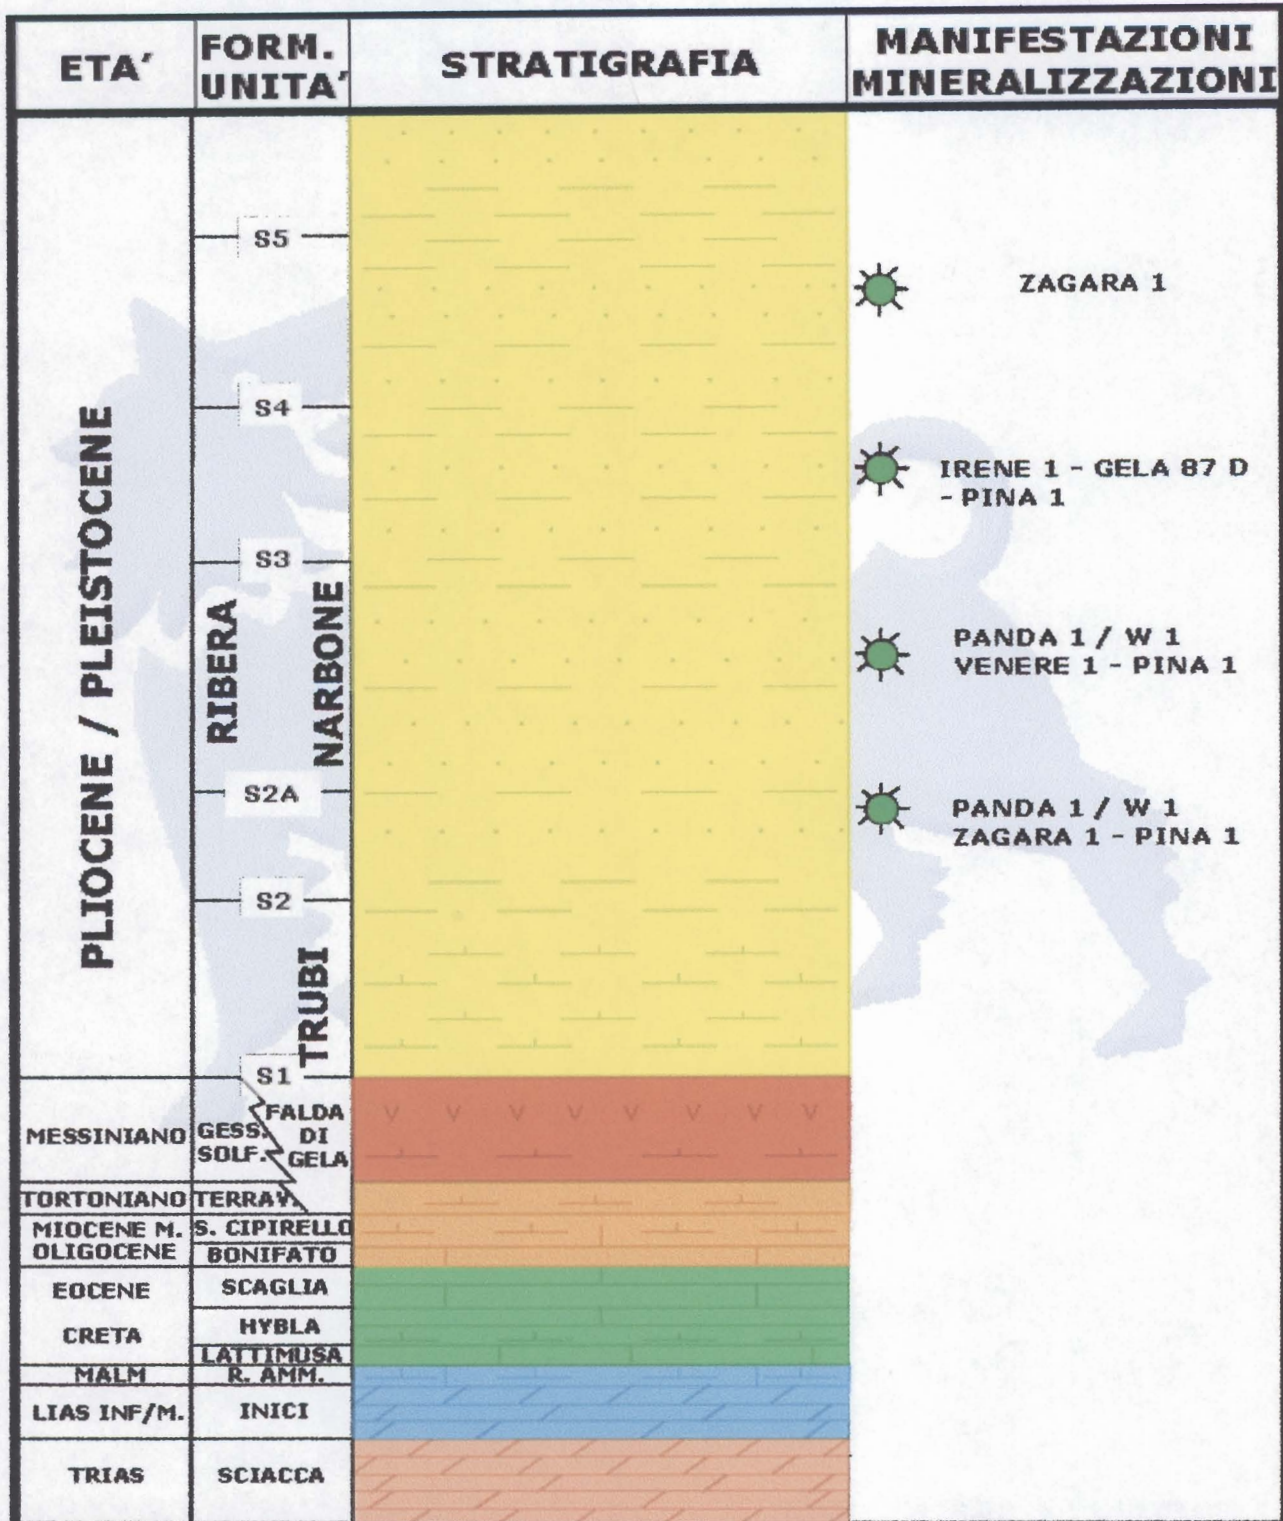 ETA’
FORM.
UNITA’
STRATIGRAFIA
MANIFESTAZIONI
MINERALIZZAZIONI
PLIOCENE / PLEISTOCENE
S5
S4
S3
RIBERA
NARBONE
S2A
S2
TRUBI
S1
ZAGARA 1
IRENE 1 - GELA 87 D
- PINA 1
PANDA 1 / W 1
VENERE 1 - PINA 1
PANDA 1 / W 1
ZAGARA 1 - PINA 1
MESSINIANO
GESS.
SOLF.
FALDA
DI
GELA
TORTONIANO
MIOCENE M.
OLIGOCENE
S. CIPIRELLO
BONIFATO
EOCENE
SCAGLIA
CRETA
HYBLA
LATTIMUSA
MALM
R. AMM.
LIAS INF/M.
INICI
TRIAS
SCIACCA